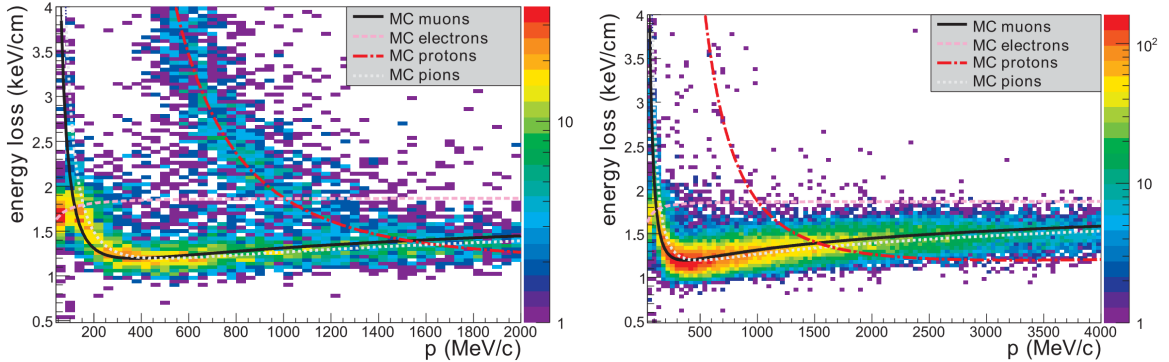 energy loss (keV/cm)
4
3.5
3
2.5
2
1.5
1
0.5
200 400 600 800 1000 1200 1400 1600 1800 2000
p (MeV/c)
MC muons
MC electrons
MC protons
MC pions
10
1
energy loss (keV/cm)
4
3.5
3
2.5
2
1.5
1
0.5
500 1000 1500 2000 2500 3000 3500 4000
p (MeV/c)
MC muons
MC electrons
MC protons
MC pions
10²
10
1